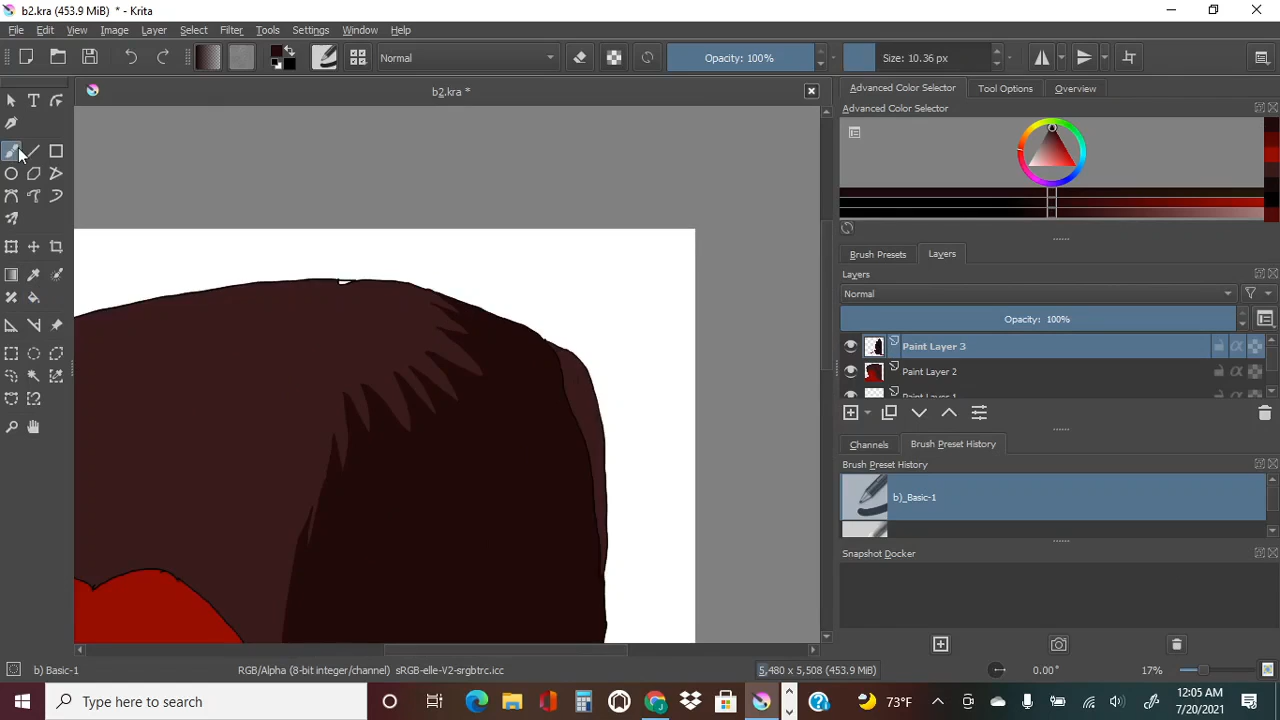 b2.kra (453.9 MiB) * - Krita
File Edit View Image Layer Select Filter Tools Settings Window Help
Normal
Opacity: 100%
Size: 10.36 px
b2.kra *
Advanced Color Selector
Tool Options
Overview
Advanced Color Selector
Brush Presets
Layers
Layers
Normal
Opacity: 100%
Paint Layer 3
Paint Layer 2
Paint Layer 1
Channels
Brush Preset History
Brush Preset History
b)_Basic-1
Snapshot Docker
b) Basic-1
RGB/Alpha (8-bit integer/channel) sRGB-elle-V2-srgbtrc.icc
5,480 x 5,508 (453.9 MiB)
0.00°
17%
Type here to search
73°F
12:05 AM
7/20/2021